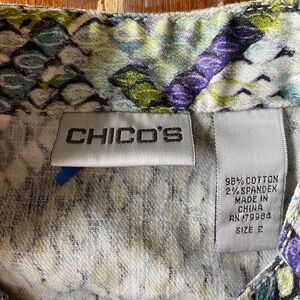 CHICO'S
98% COTTON
2% SPANDEX
MADE IN
CHINA
RN 79984
SIZE 2